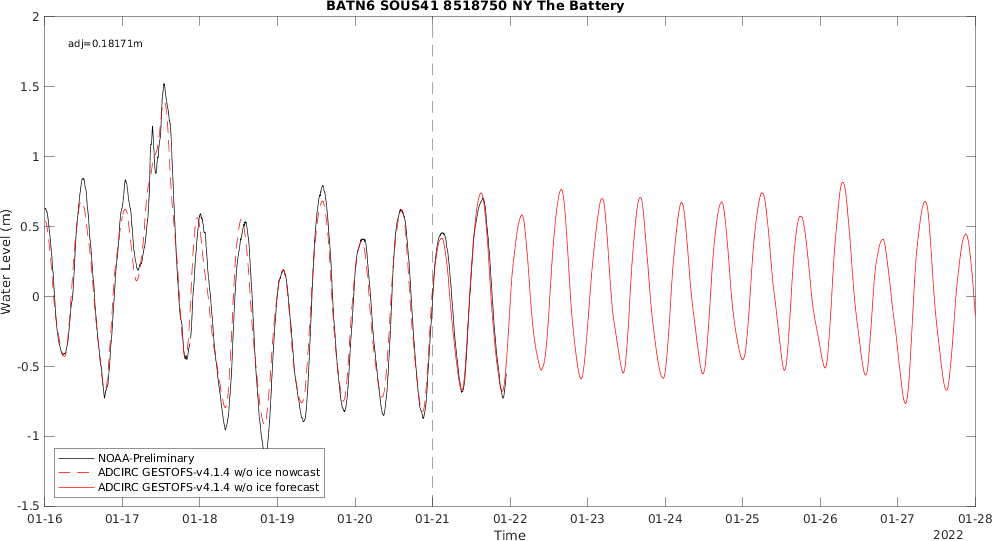 BATN6 SOUS41 8518750 NY The Battery
adj=0.18171m
2
1.5
1
0.5
0
-0.5
-1
-1.5
Water Level (m)
NOAA-Preliminary
ADCIRC GESTOFS-v4.1.4 w/o ice nowcast
ADCIRC GESTOFS-v4.1.4 w/o ice forecast
01-16 01-17 01-18 01-19 01-20 01-21 01-22 01-23 01-24 01-25 01-26 01-27 01-28
Time
2022